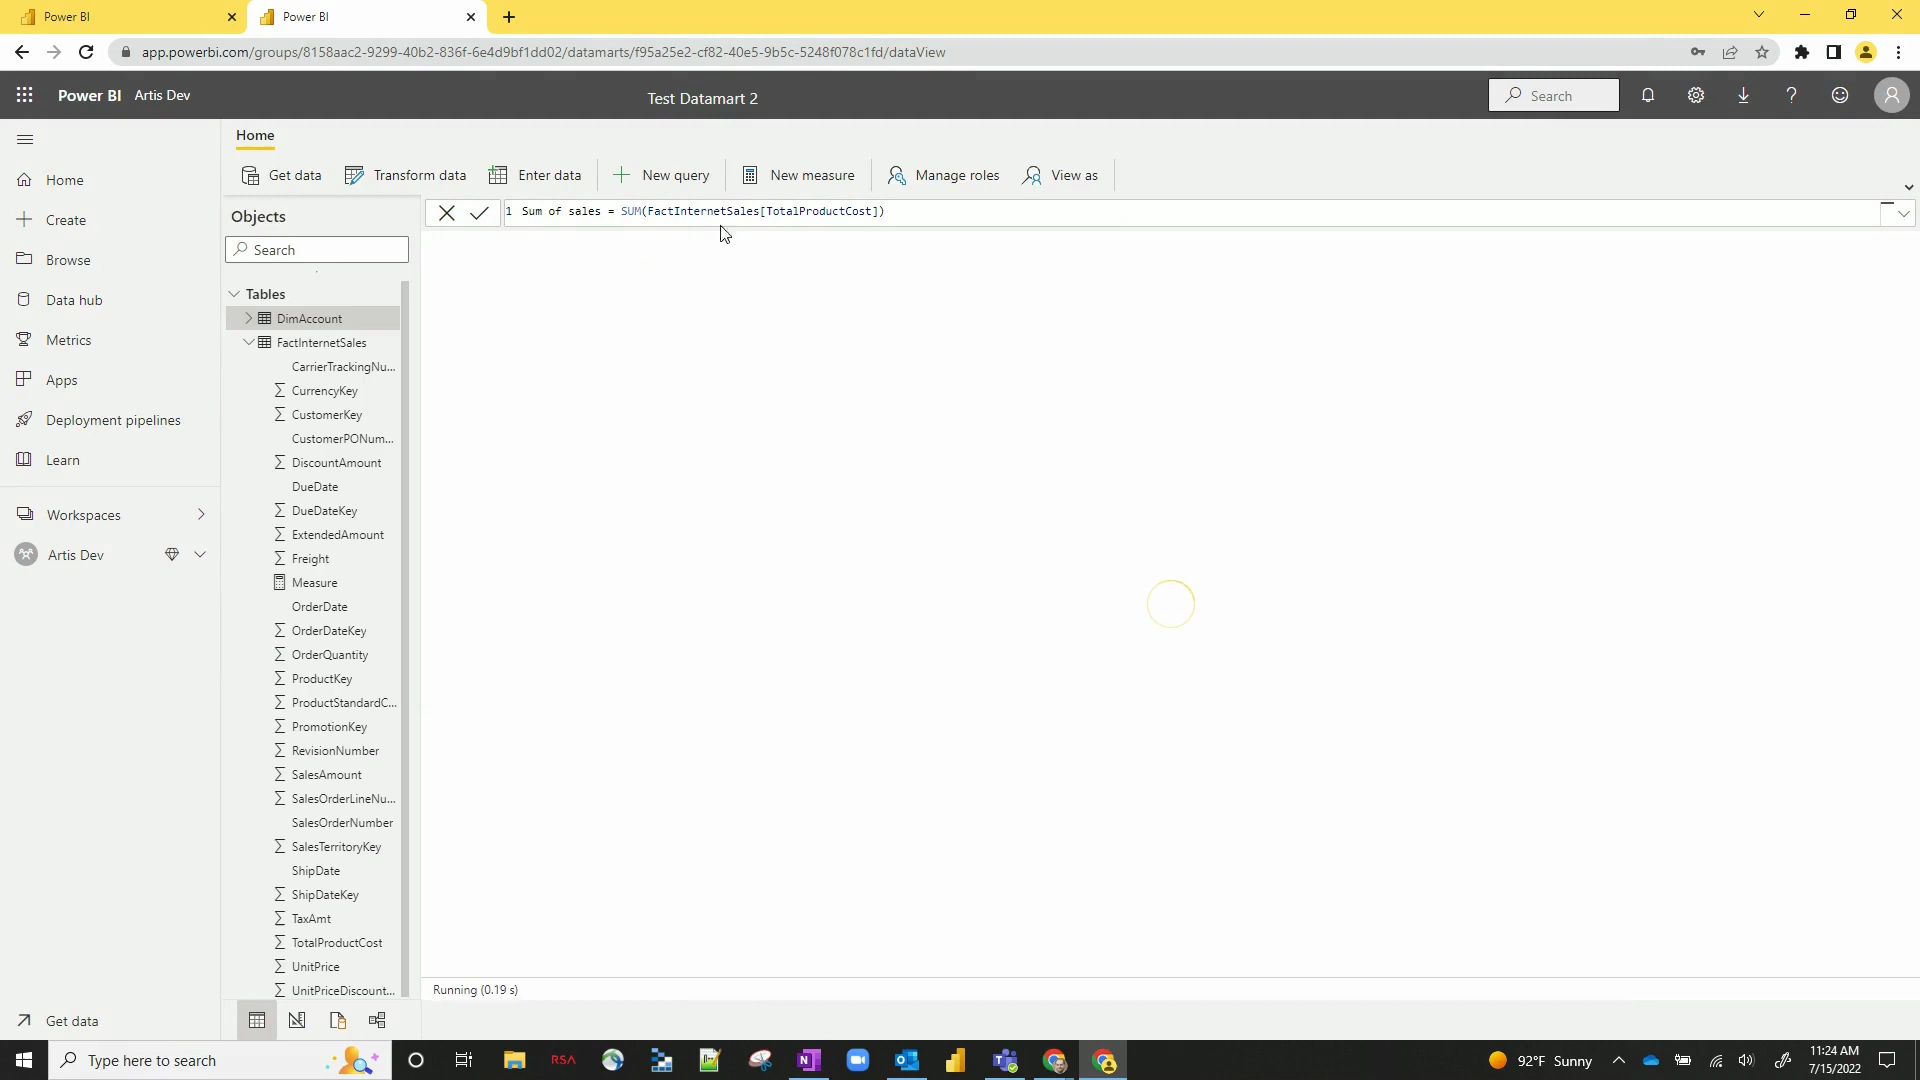 Power BI
Power BI
app.powerbi.com/groups/8158aac2-9299-40b2-836f-6e4d9bf1dd02/datamarts/f95a25e2-cf82-40e5-9b5c-5248f078c1fd/dataView
Power BI Artis Dev
Test Datamart 2
Search
Home
Get data
Transform data
Enter data
New query
New measure
Manage roles
View as
Home
Create
Browse
Data hub
Metrics
Apps
Deployment pipelines
Learn
Workspaces
Artis Dev
Get data
Objects
Search
Tables
DimAccount
FactInternetSales
CarrierTrackingNu...
CurrencyKey
CustomerKey
CustomerPONum...
DiscountAmount
DueDate
DueDateKey
ExtendedAmount
Freight
Measure
OrderDate
OrderDateKey
OrderQuantity
ProductKey
ProductStandardC...
PromotionKey
RevisionNumber
SalesAmount
SalesOrderLineNu...
SalesOrderNumber
SalesTerritoryKey
ShipDate
ShipDateKey
TaxAmt
TotalProductCost
UnitPrice
UnitPriceDiscount...
1 Sum of sales = SUM(FactInternetSales[TotalProductCost])
Running (0.19 s)
Type here to search
RSA
92°F Sunny
11:24 AM
7/15/2022